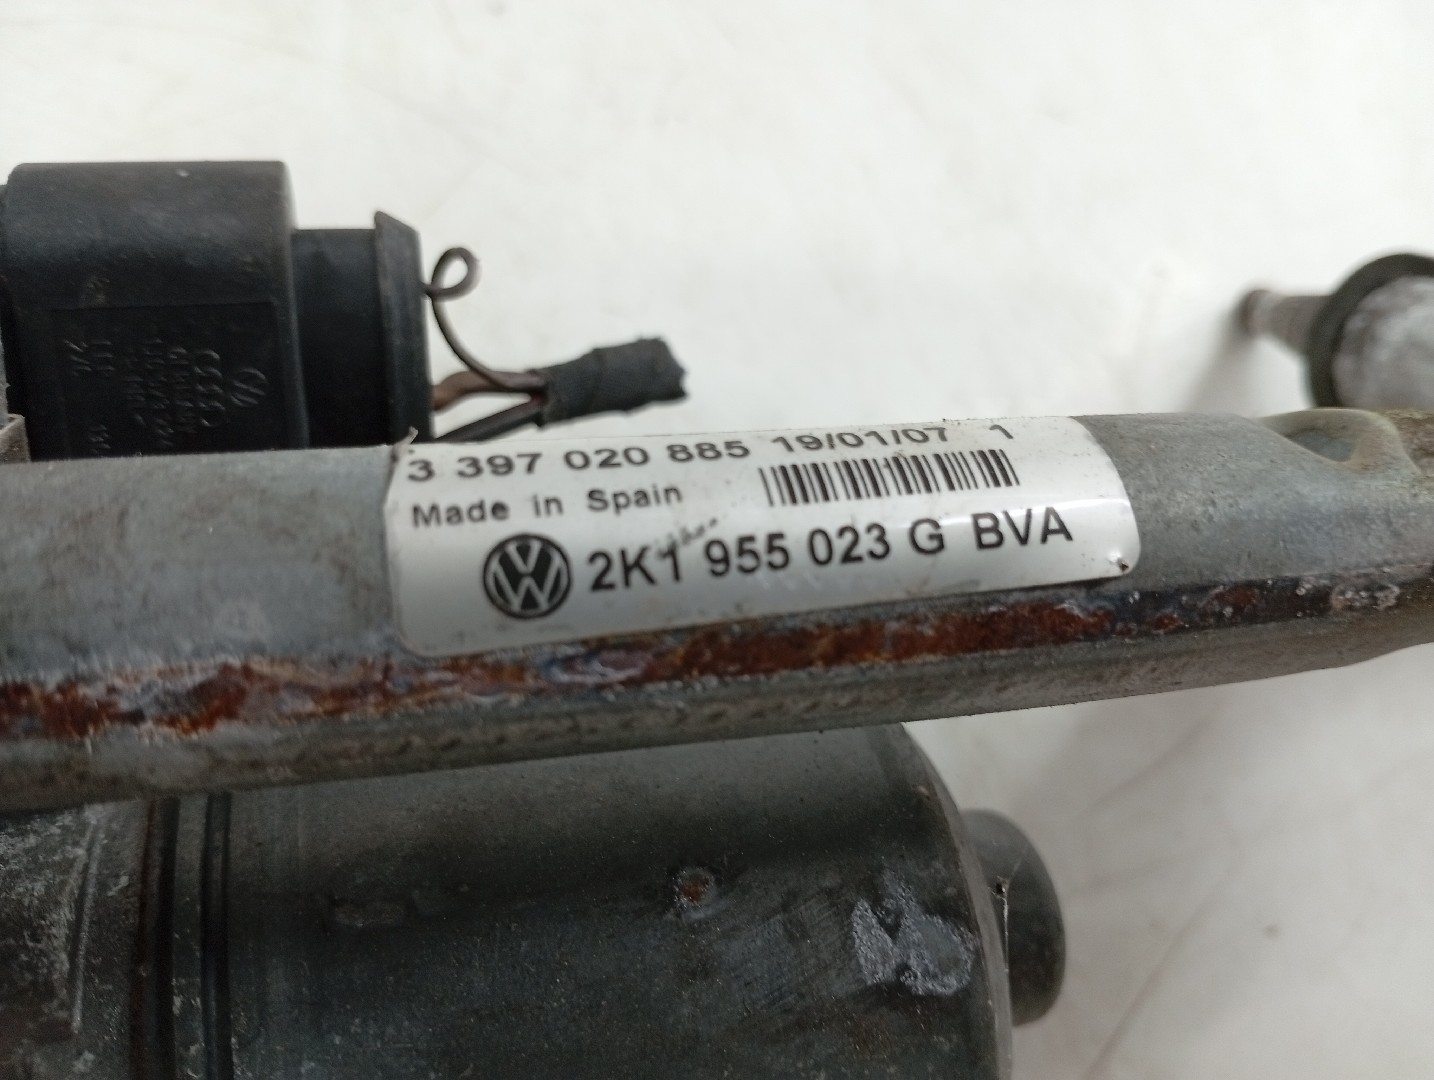 3 397 020 885 19/01/07 1
Made in Spain
2K1 955 023 G BVA